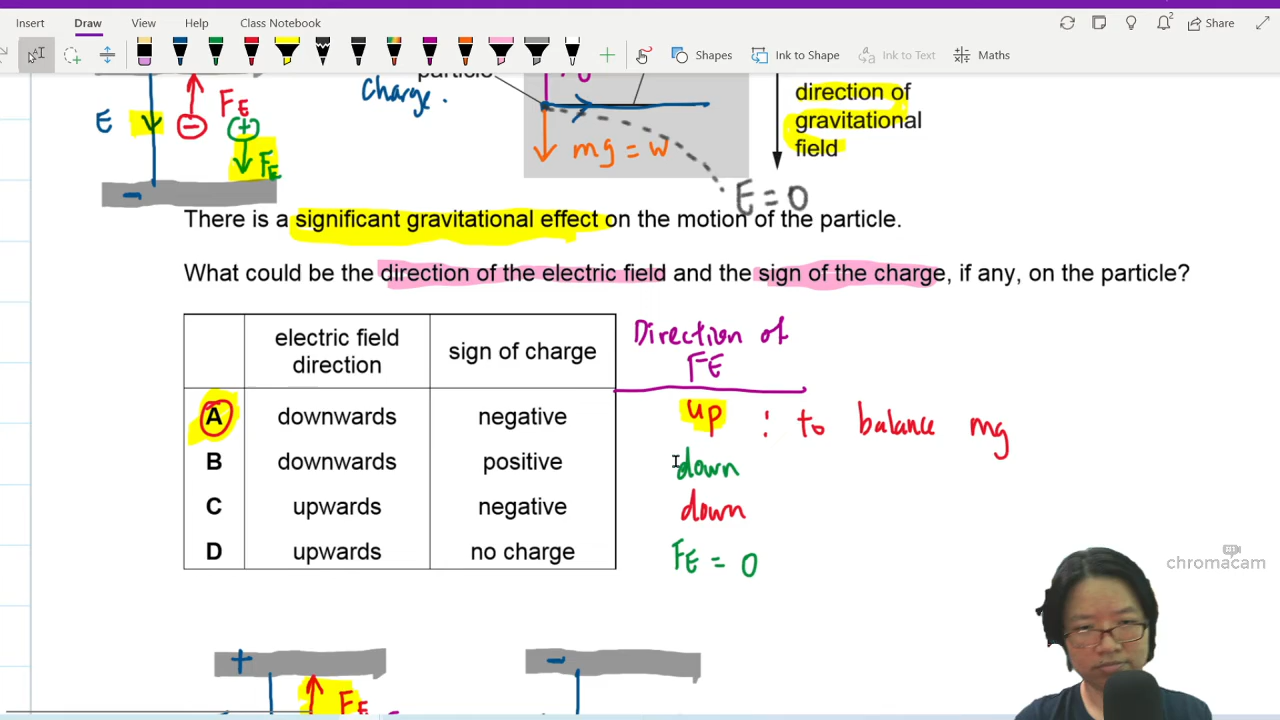 Insert Draw View Help Class Notebook
Share
Shapes Ink to Shape Ink to Text Maths
particle
charge.
direction of
gravitational
field
E
FE
FE
mg = W
E = 0
There is a significant gravitational effect on the motion of the particle.
What could be the direction of the electric field and the sign of the charge, if any, on the particle?
electric field
direction
sign of charge
Direction of
FE
A downwards negative up : to balance mg
B downwards positive down
C upwards negative down
D upwards no charge FE = 0
chromacam
+
-
FE